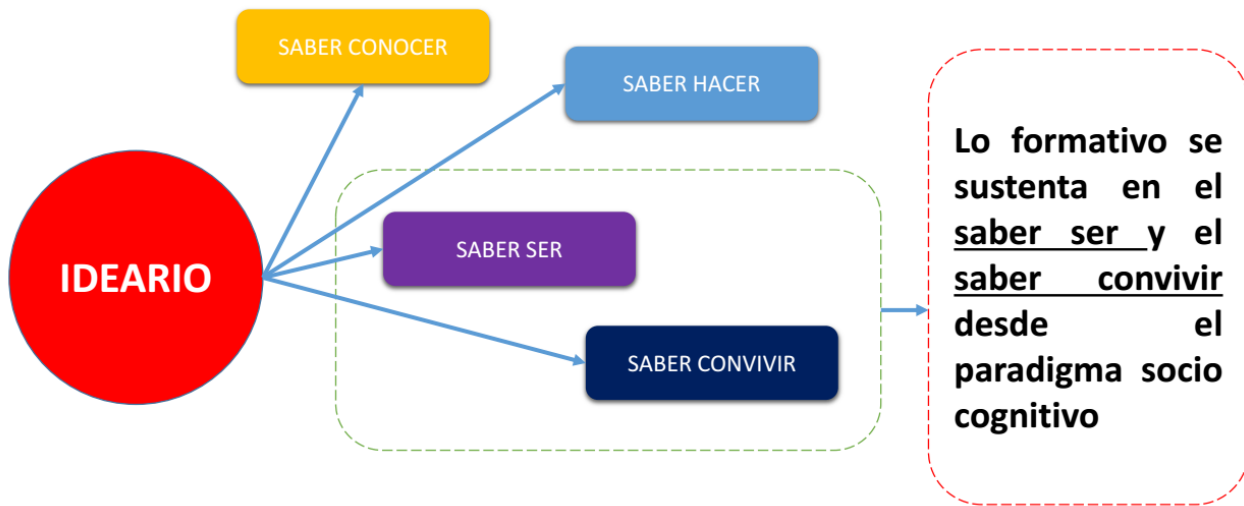 SABER CONOCER
SABER HACER
IDEARIO
SABER SER
SABER CONVIVIR
Lo formativo se
sustenta en el
saber ser y el
saber convivir
desde el
paradigma socio
cognitivo